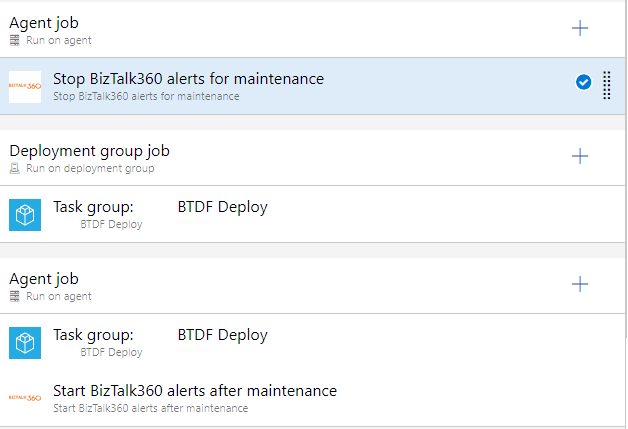 Agent job
Run on agent
BIZTALK360
Stop BizTalk360 alerts for maintenance
Stop BizTalk360 alerts for maintenance
Deployment group job
Run on deployment group
Task group: BTDF Deploy
BTDF Deploy
Agent job
Run on agent
Task group: BTDF Deploy
BTDF Deploy
BIZTALK360
Start BizTalk360 alerts after maintenance
Start BizTalk360 alerts after maintenance